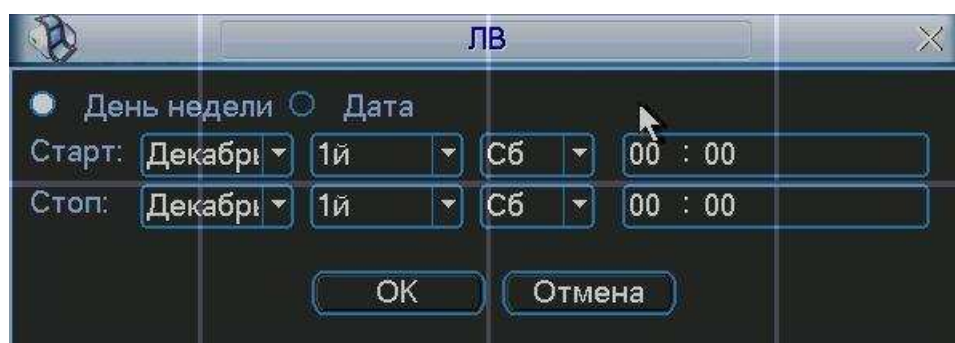 ЛВ
День недели Дата
Старт: Декабрь 1й Сб 00 : 00
Стоп: Декабрь 1й Сб 00 : 00
OK Отмена